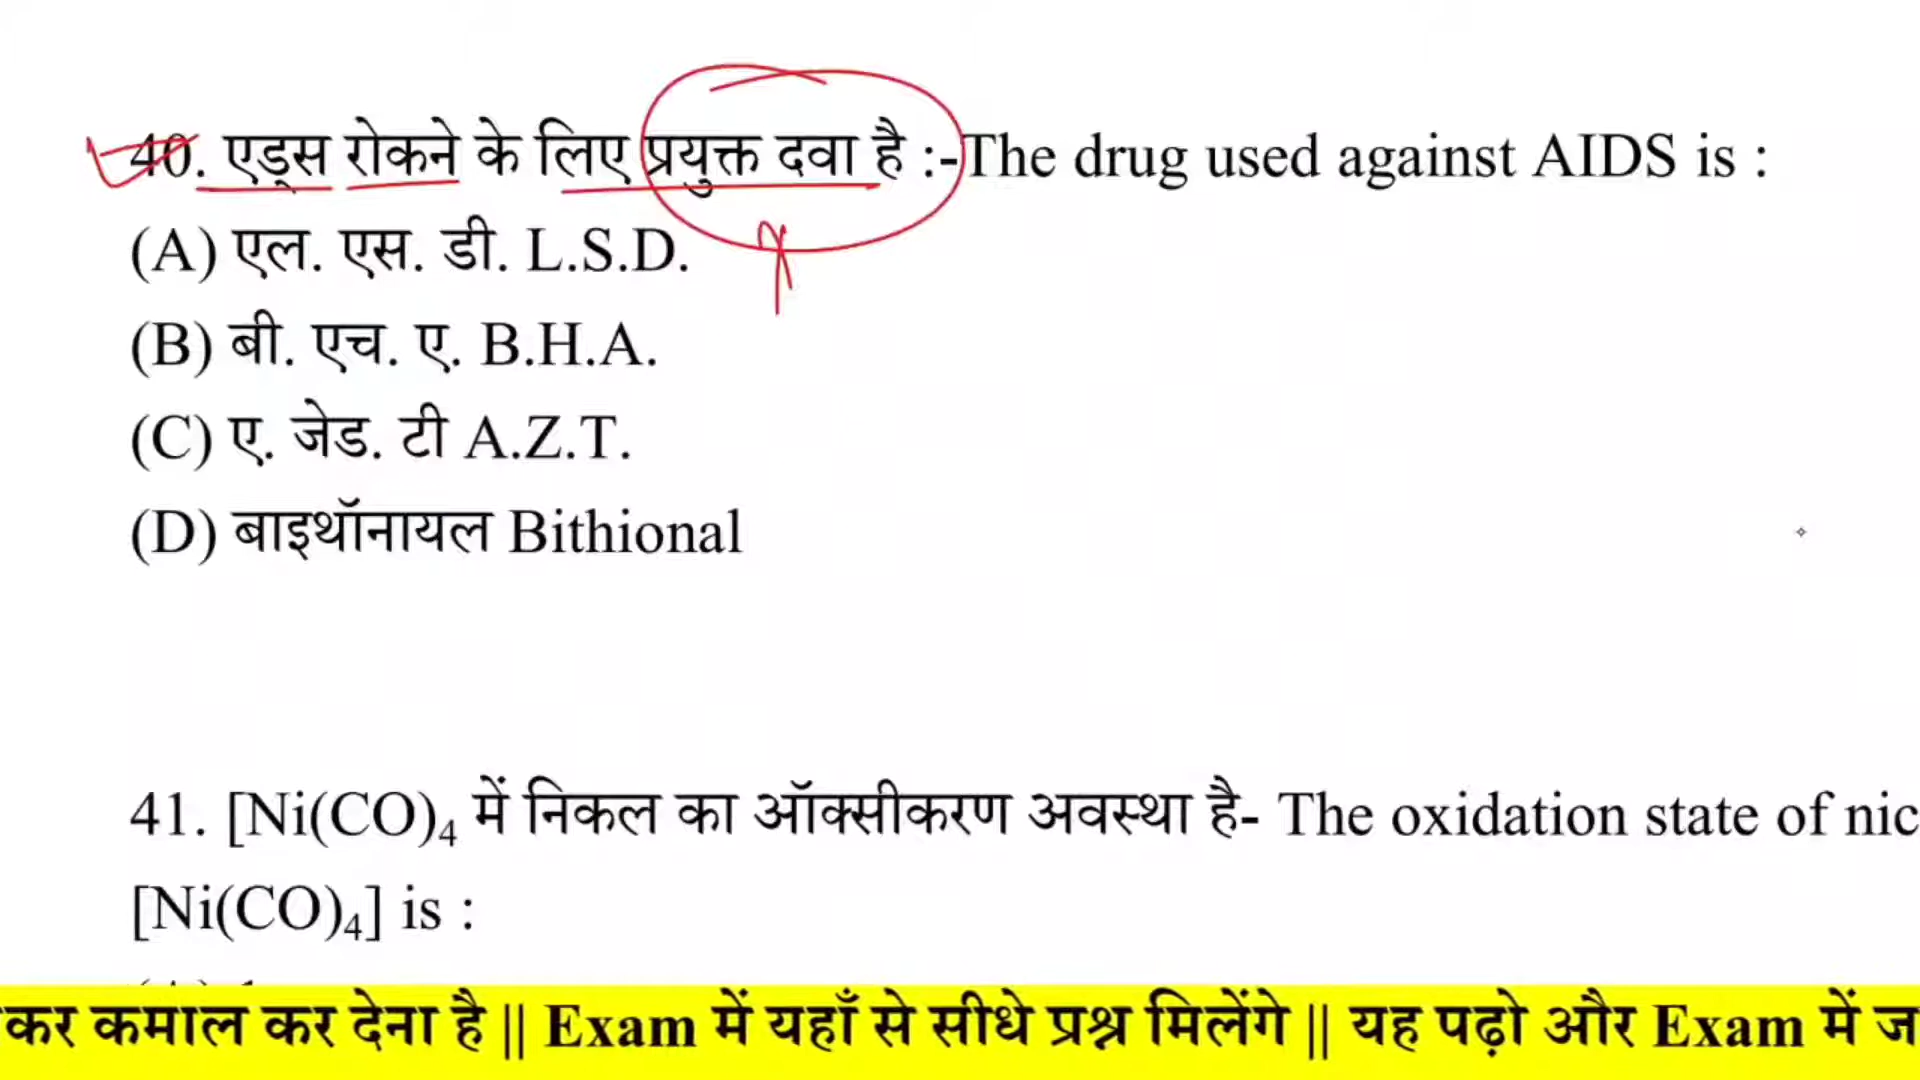 40. एड्स रोकने के लिए प्रयुक्त दवा है :-The drug used against AIDS is :
(A) एल. एस. डी. L.S.D.
(B) बी. एच. ए. B.H.A.
(C) ए. जेड. टी A.Z.T.
(D) बाइथॉनायल Bithional
41. [Ni(CO)₄ में निकल का ऑक्सीकरण अवस्था है- The oxidation state of nic
[Ni(CO)₄] is :
कर कमाल कर देना है || Exam में यहाँ से सीधे प्रश्न मिलेंगे || यह पढ़ो और Exam में ज